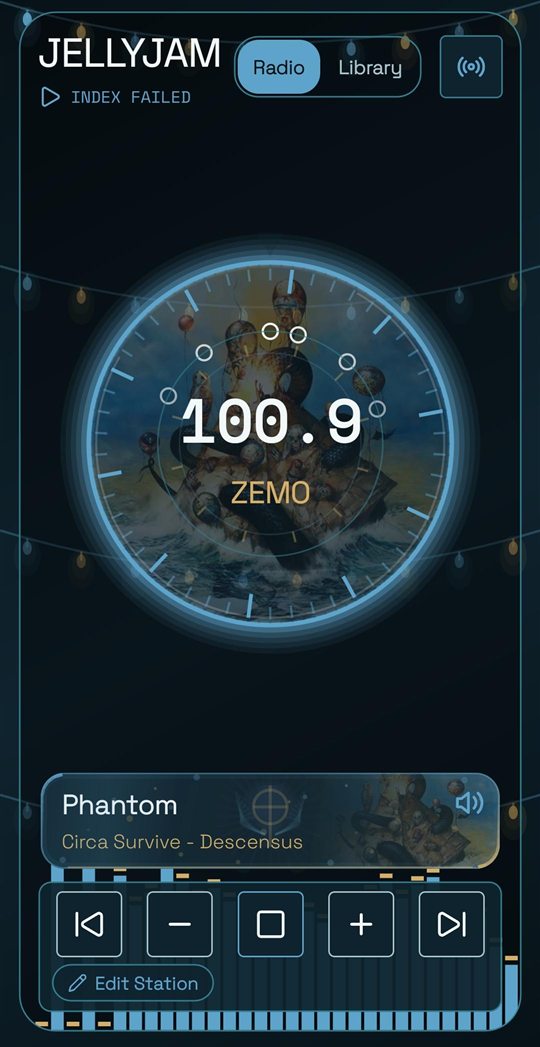 JELLYJAM
Radio
Library
INDEX FAILED
100.9
ZEMO
Phantom
Circa Survive - Descensus
Edit Station